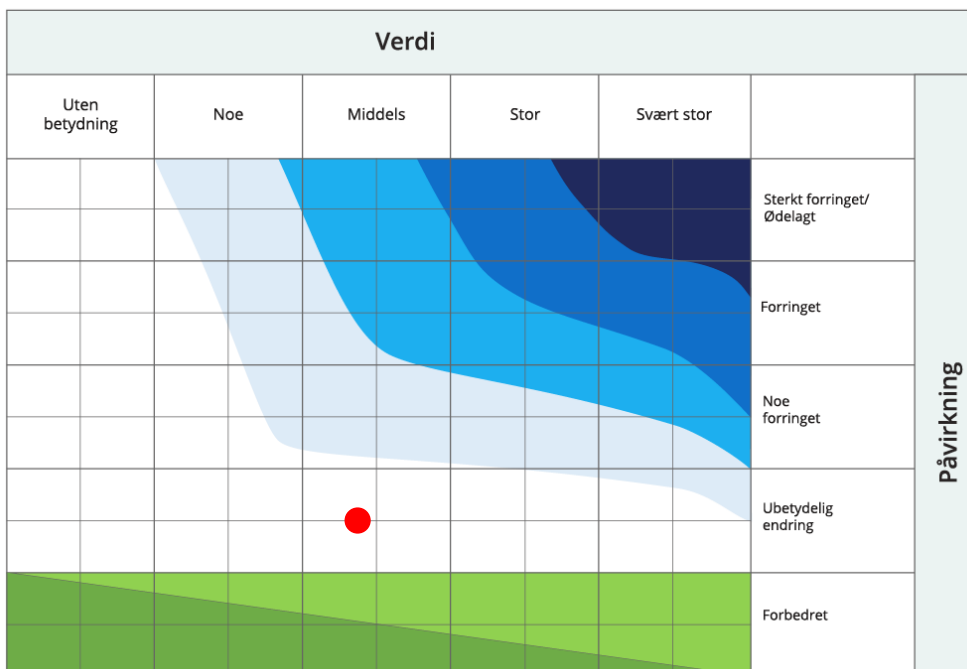 Verdi
Uten
betydning
Noe
Middels
Stor
Svært stor
Sterkt forringet/
Ødelagt
Forringet
Noe
forringet
Ubetydelig
endring
Forbedret
Påvirkning